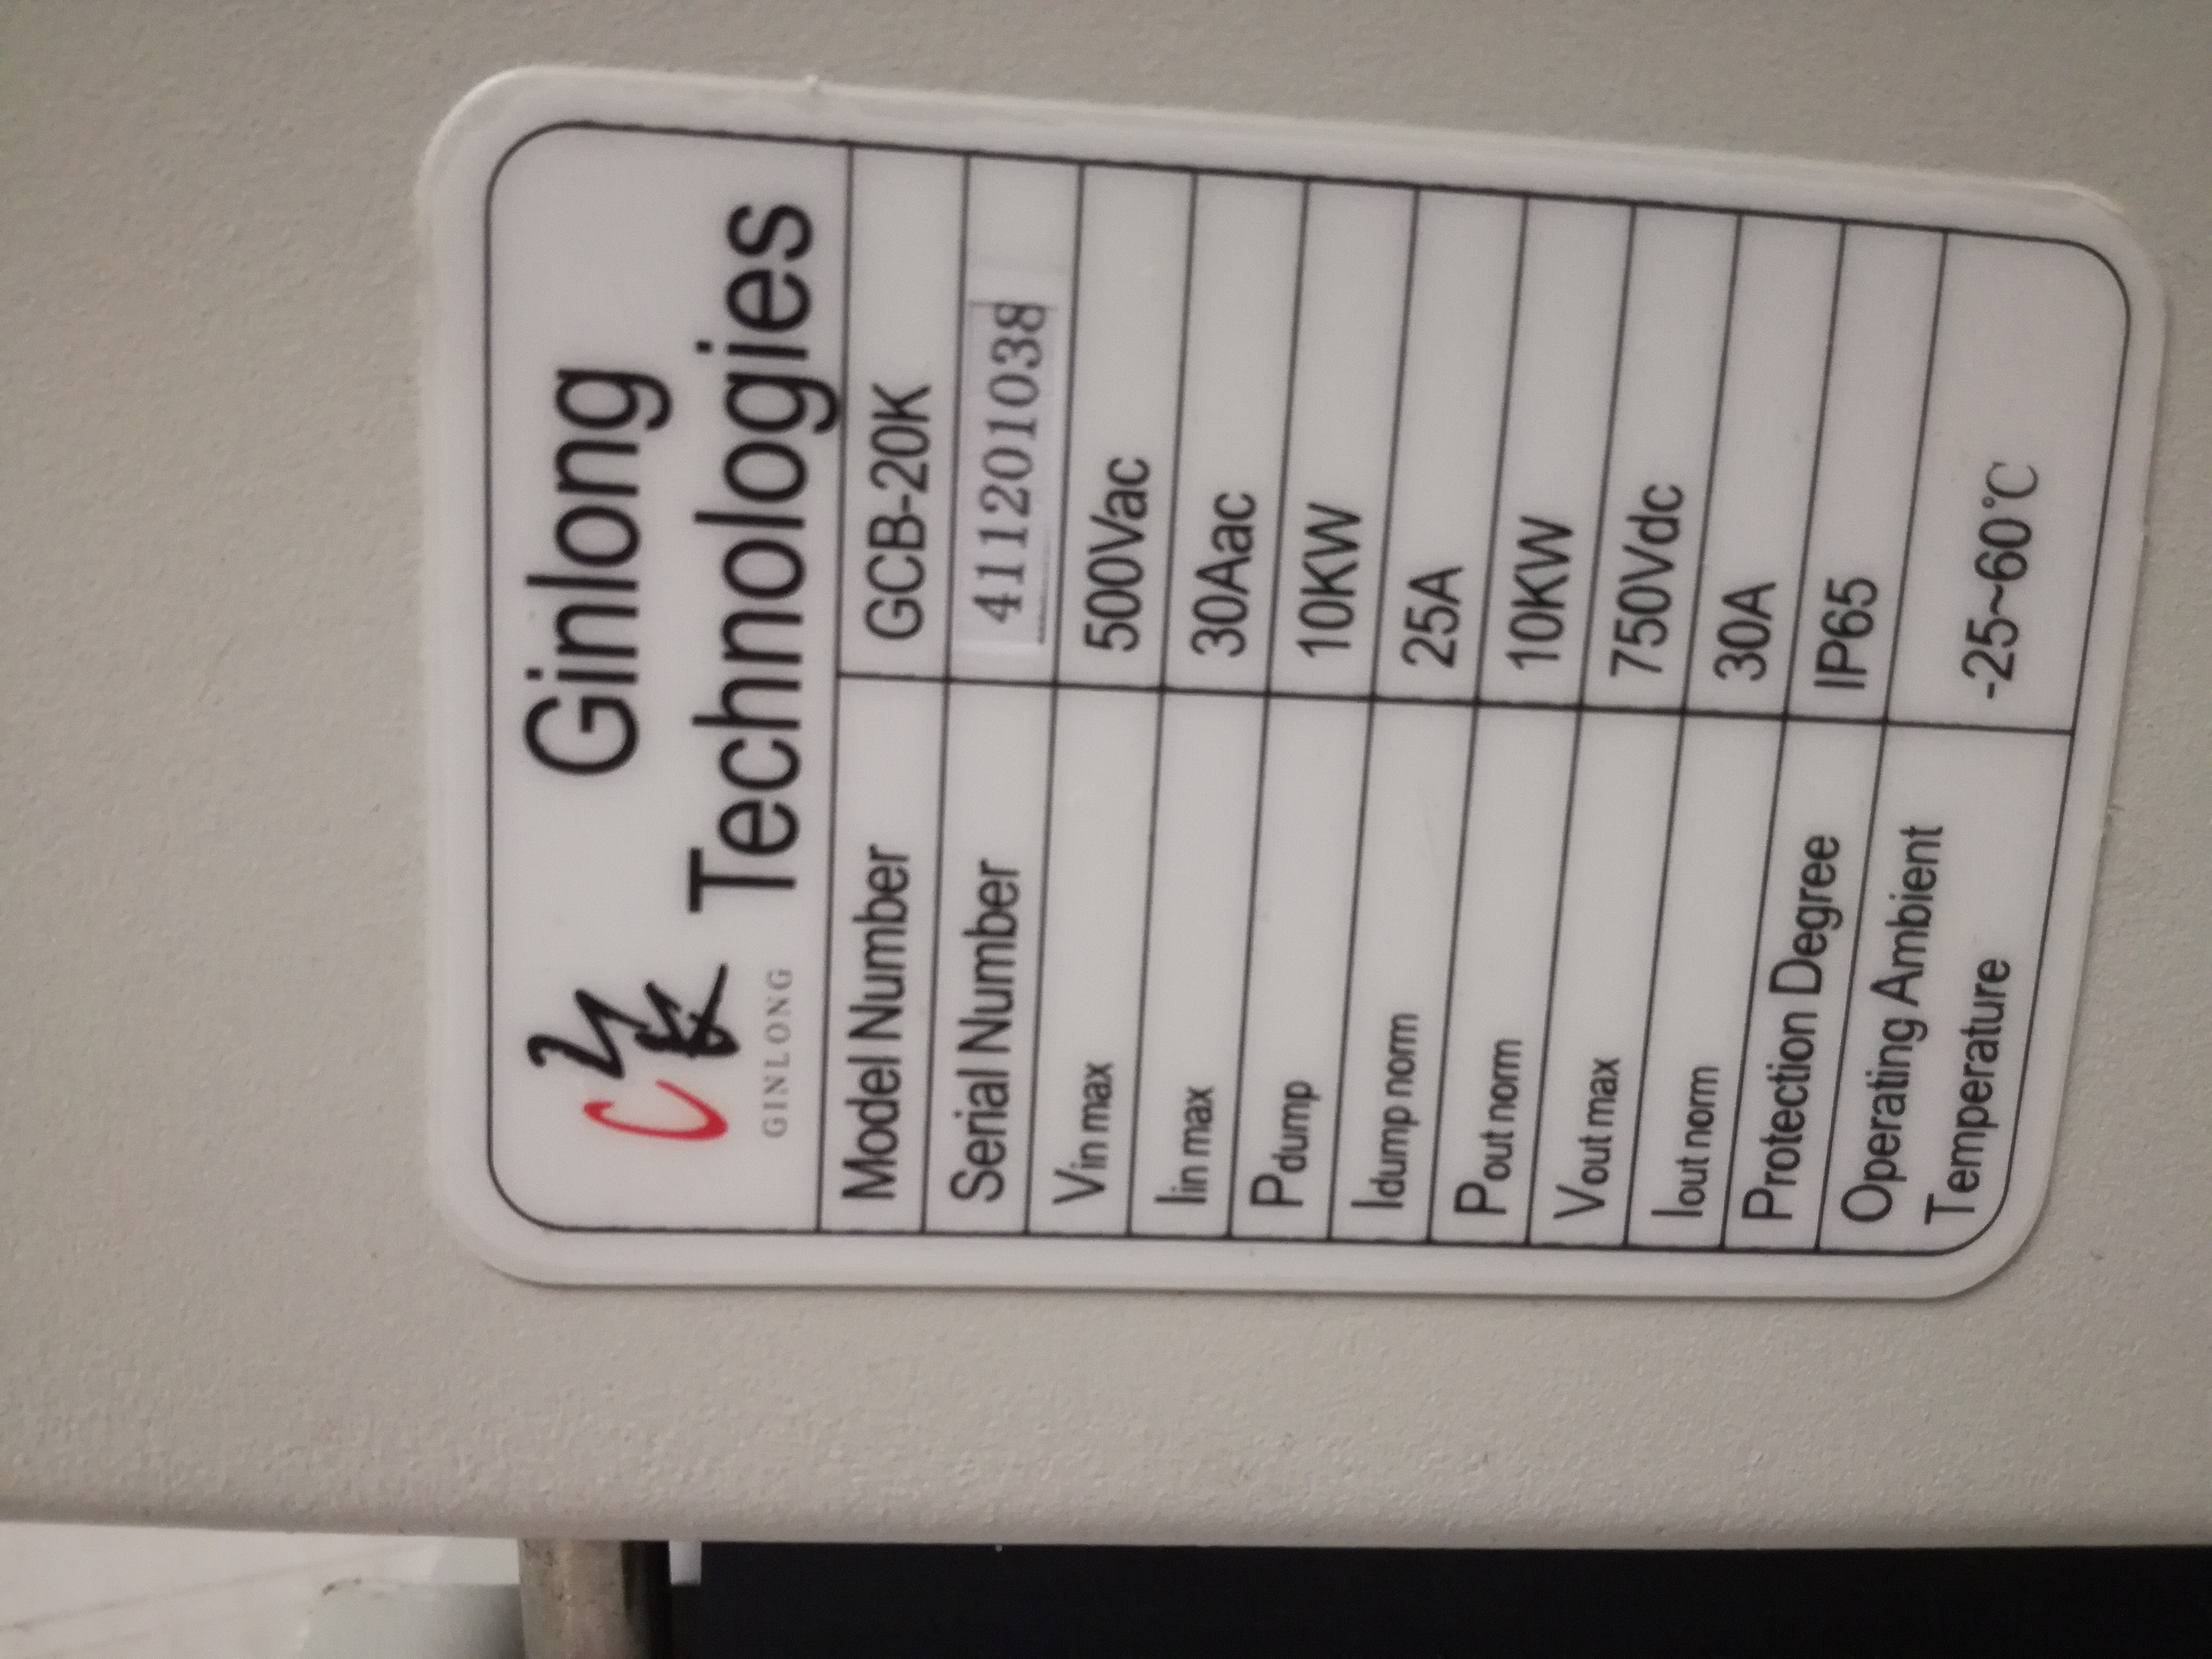 Ginlong
Technologies
GINLONG
Model Number GCB-20K
Serial Number 411201038
Vin max 500Vac
Iin max 30Aac
Pdump 10KW
Idump norm 25A
Pout norm 10KW
Vout max 750Vdc
Iout norm 30A
Protection Degree IP65
Operating Ambient
Temperature -25~60℃